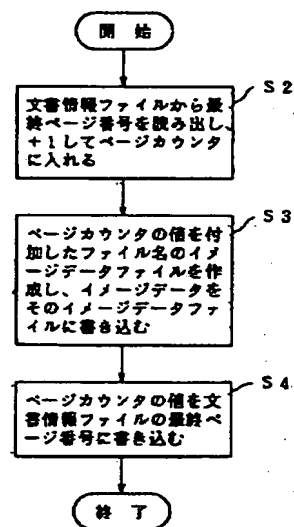 開始
S2
文書情報ファイルから最
終ページ番号を読み出し、
+1してページカウンタ
に入れる
S3
ページカウンタの値を付
加したファイル名のイメ
ージデータファイルを作
成し、イメージデータを
そのイメージデータファ
イルに書き込む
S4
ページカウンタの値を文
書情報ファイルの最終ペ
ージ番号に書き込む
終了